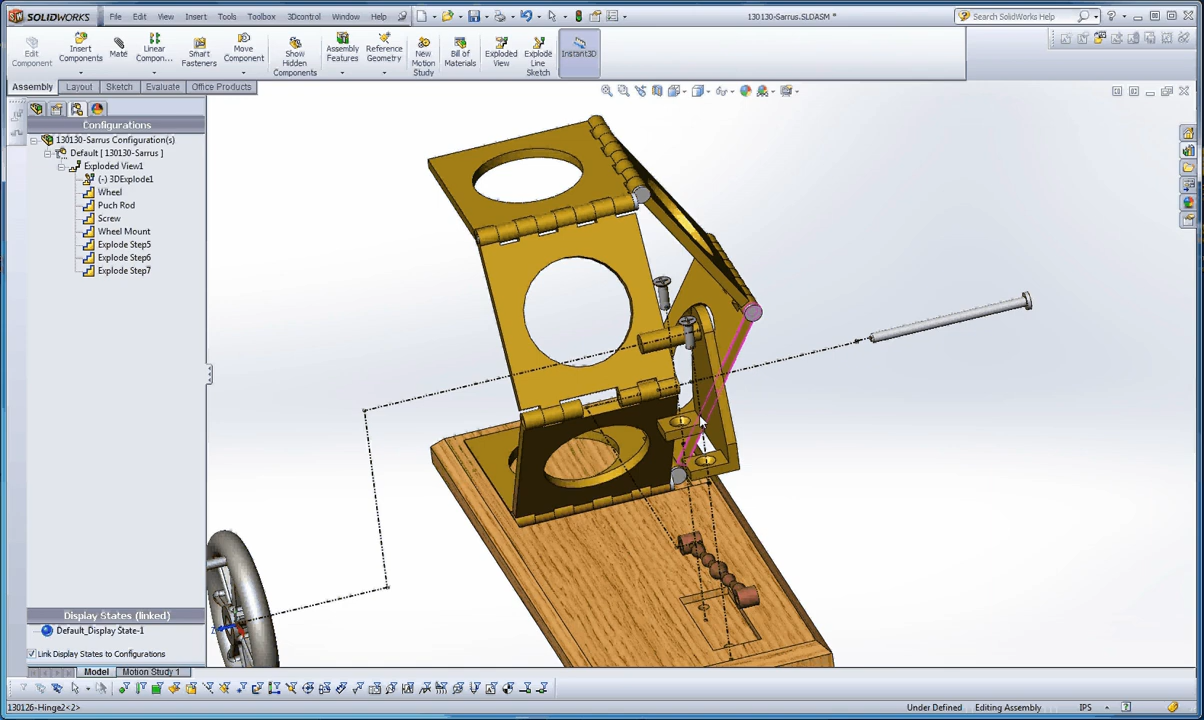 SOLIDWORKS File Edit View Insert Tools Toolbox 3Dcontrol Window Help 130130-Sarrus.SLDASM * Search SolidWorks Help
Edit Component
Insert Components
Mate
Linear Compon...
Smart Fasteners
Move Component
Show Hidden Components
Assembly Features
Reference Geometry
New Motion Study
Bill of Materials
Exploded View
Explode Line Sketch
Instant3D
Assembly Layout Sketch Evaluate Office Products
Configurations
130130-Sarrus Configuration(s)
Default [ 130130-Sarrus ]
Exploded View1
(-) 3DExplode1
Wheel
Puch Rod
Screw
Wheel Mount
Explode Step5
Explode Step6
Explode Step7
Display States (linked)
Default_Display State-1
Link Display States to Configurations
Model Motion Study 1
130126-Hinge2<2> Under Defined Editing Assembly IPS